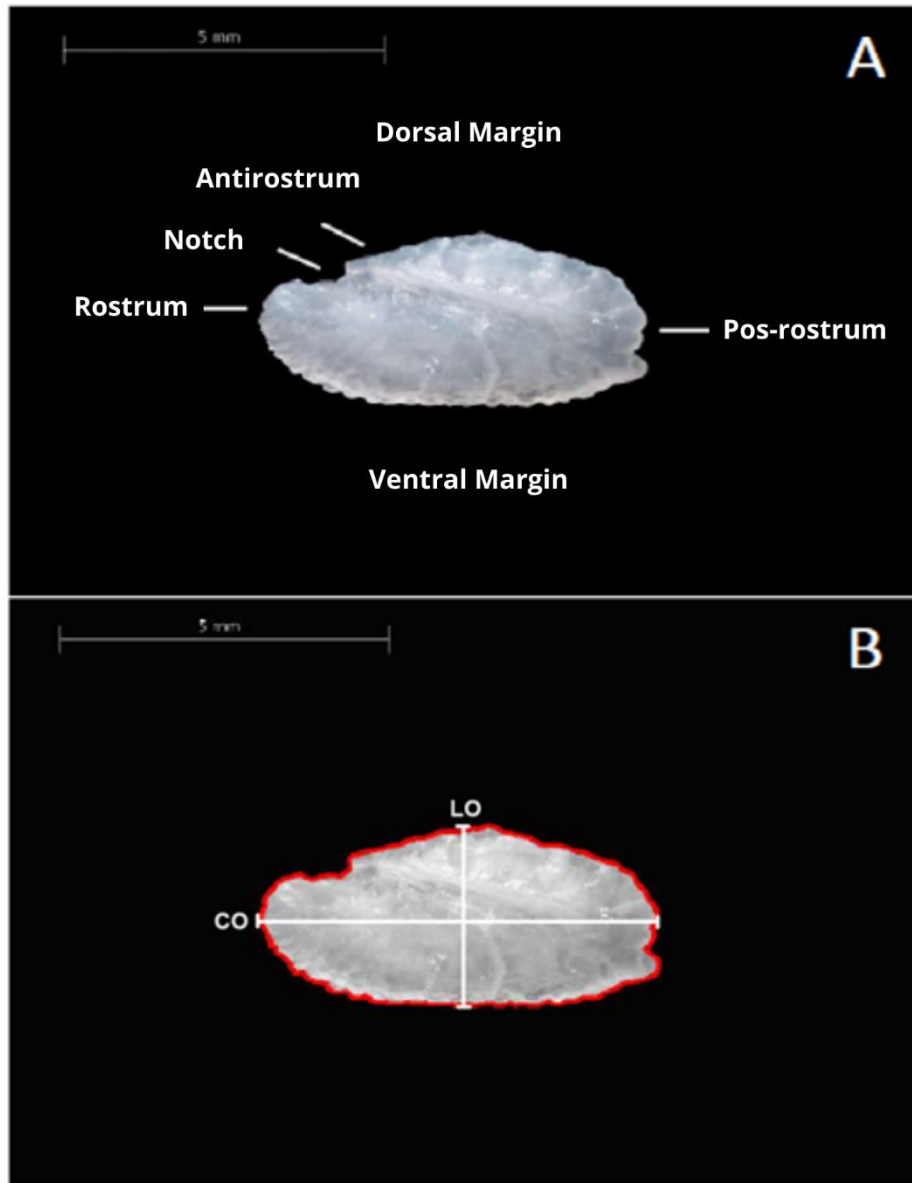 5 mm
A
Dorsal Margin
Antirostrum
Notch
Rostrum
Pos-rostrum
Ventral Margin
5 mm
B
LO
CO